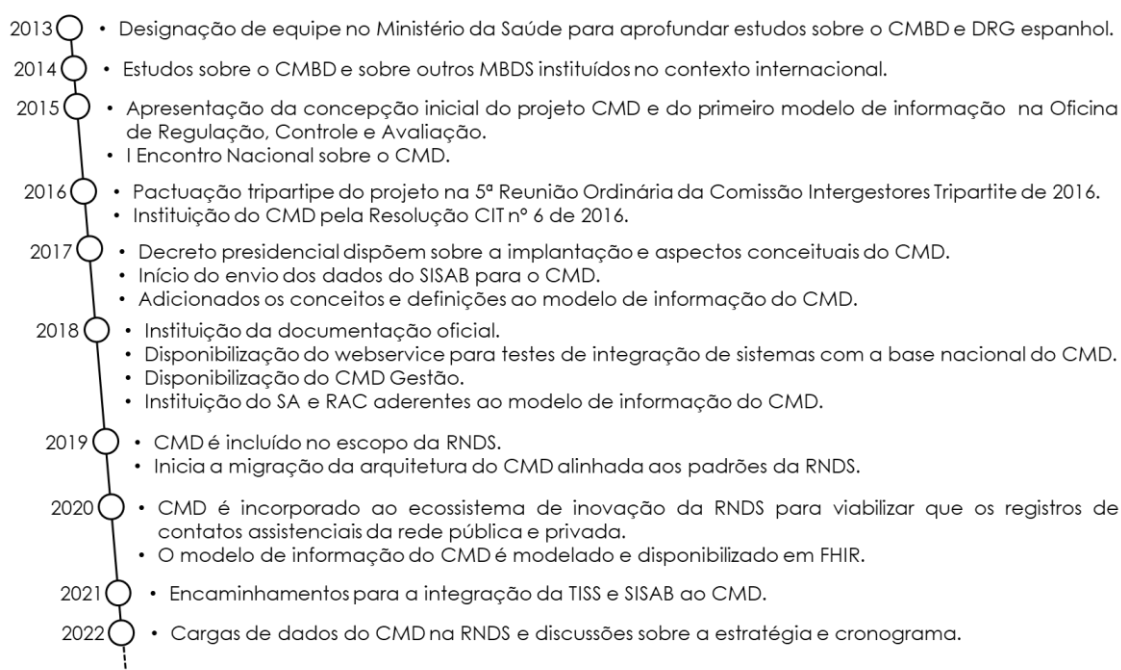 2013 • Designação de equipe no Ministério da Saúde para aprofundar estudos sobre o CMBD e DRG espanhol.
2014 • Estudos sobre o CMBD e sobre outros MBDS instituídos no contexto internacional.
2015 • Apresentação da concepção inicial do projeto CMD e do primeiro modelo de informação na Oficina
de Regulação, Controle e Avaliação.
• I Encontro Nacional sobre o CMD.
2016 • Pactuação tripartipe do projeto na 5ª Reunião Ordinária da Comissão Intergestores Tripartite de 2016.
• Instituição do CMD pela Resolução CIT nº 6 de 2016.
2017 • Decreto presidencial dispõem sobre a implantação e aspectos conceituais do CMD.
• Início do envio dos dados do SISAB para o CMD.
• Adicionados os conceitos e definições ao modelo de informação do CMD.
2018 • Instituição da documentação oficial.
• Disponibilização do webservice para testes de integração de sistemas com a base nacional do CMD.
• Disponibilização do CMD Gestão.
• Instituição do SA e RAC aderentes ao modelo de informação do CMD.
2019 • CMD é incluído no escopo da RNDS.
• Inicia a migração da arquitetura do CMD alinhada aos padrões da RNDS.
2020 • CMD é incorporado ao ecossistema de inovação da RNDS para viabilizar que os registros de
contatos assistenciais da rede pública e privada.
• O modelo de informação do CMD é modelado e disponibilizado em FHIR.
2021 • Encaminhamentos para a integração da TISS e SISAB ao CMD.
2022 • Cargas de dados do CMD na RNDS e discussões sobre a estratégia e cronograma.